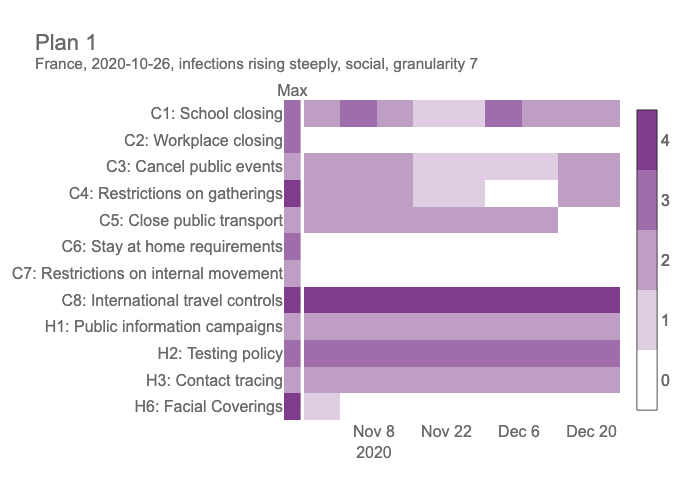 Plan 1
France, 2020-10-26, infections rising steeply, social, granularity 7
Max
C1: School closing
C2: Workplace closing
C3: Cancel public events
C4: Restrictions on gatherings
C5: Close public transport
C6: Stay at home requirements
C7: Restrictions on internal movement
C8: International travel controls
H1: Public information campaigns
H2: Testing policy
H3: Contact tracing
H6: Facial Coverings
Nov 8 Nov 22 Dec 6 Dec 20
2020
4
3
2
1
0